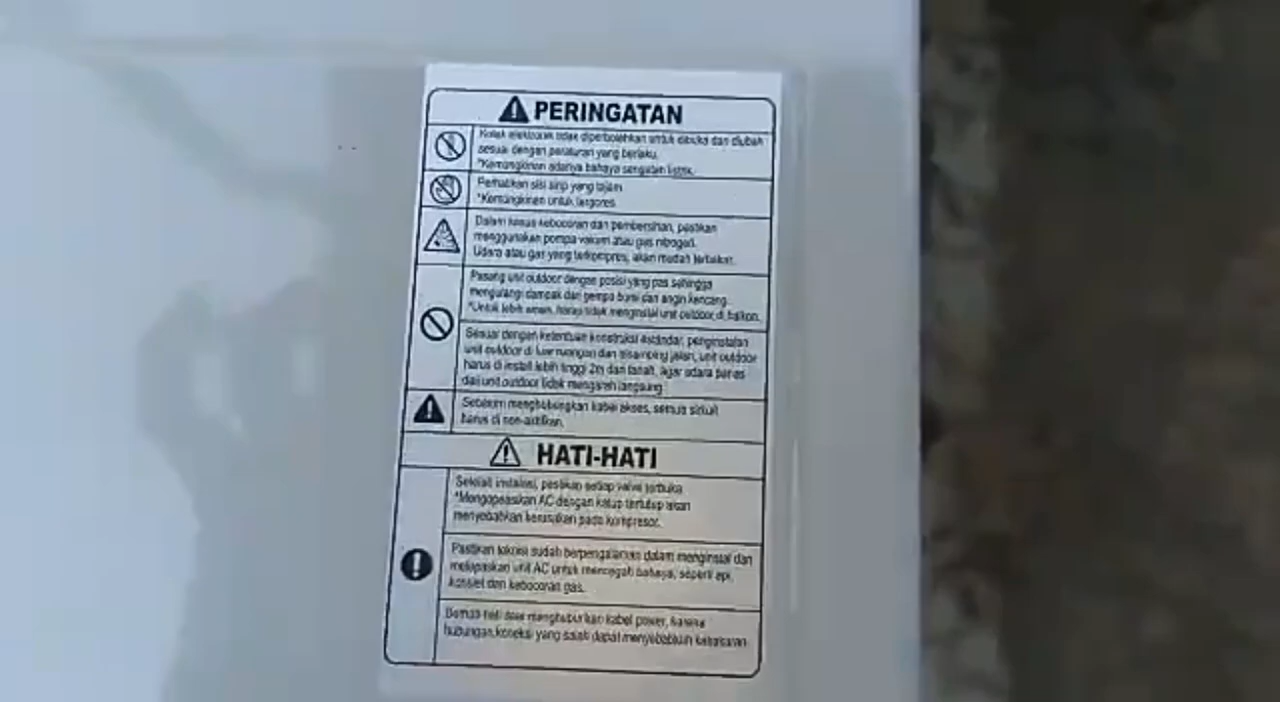 PERINGATAN
Kotak elektronik tidak diperbolehkan untuk dibuka dan diubah
sesuai dengan peraturan yang berlaku.
*Kemungkinan adanya bahaya sengatan listrik.
Perhatikan sisi sirip yang tajam
*Kemungkinan untuk tergores
Dalam kasus kebocoran dan pembersihan, pastikan
menggunakan pompa vakum atau gas nitrogen.
Udara atau gas yang terkompres, akan mudah terbakar.
Pasang unit outdoor dengan posisi yang pas sehingga
mengurangi dampak dari gempa bumi dan angin kencang.
*Untuk lebih aman, harap tidak menginstal unit outdoor di balkon.
Sesuai dengan ketentuan konstruksi standar, penginstalan
unit outdoor di luar ruangan dan disamping jalan, unit outdoor
harus di install lebih tinggi 2m dari tanah, agar udara panas
dari unit outdoor tidak mengarah langsung
Sebelum menghubungkan kabel akses, semua sirkuit
harus di non-aktifkan.
HATI-HATI
Setelah instalasi, pastikan setiap valve terbuka
*Mengoperasikan AC dengan katup tertutup akan
menyebabkan kerusakan pada kompresor.
Pastikan teknisi sudah berpengalaman dalam menginstal dan
melepaskan unit AC untuk mencegah bahaya, seperti api,
konslet dan kebocoran gas.
hati saat menghubungkan kabel power, karena
hubungan koneksi yang salah dapat menyebabkan kebakaran